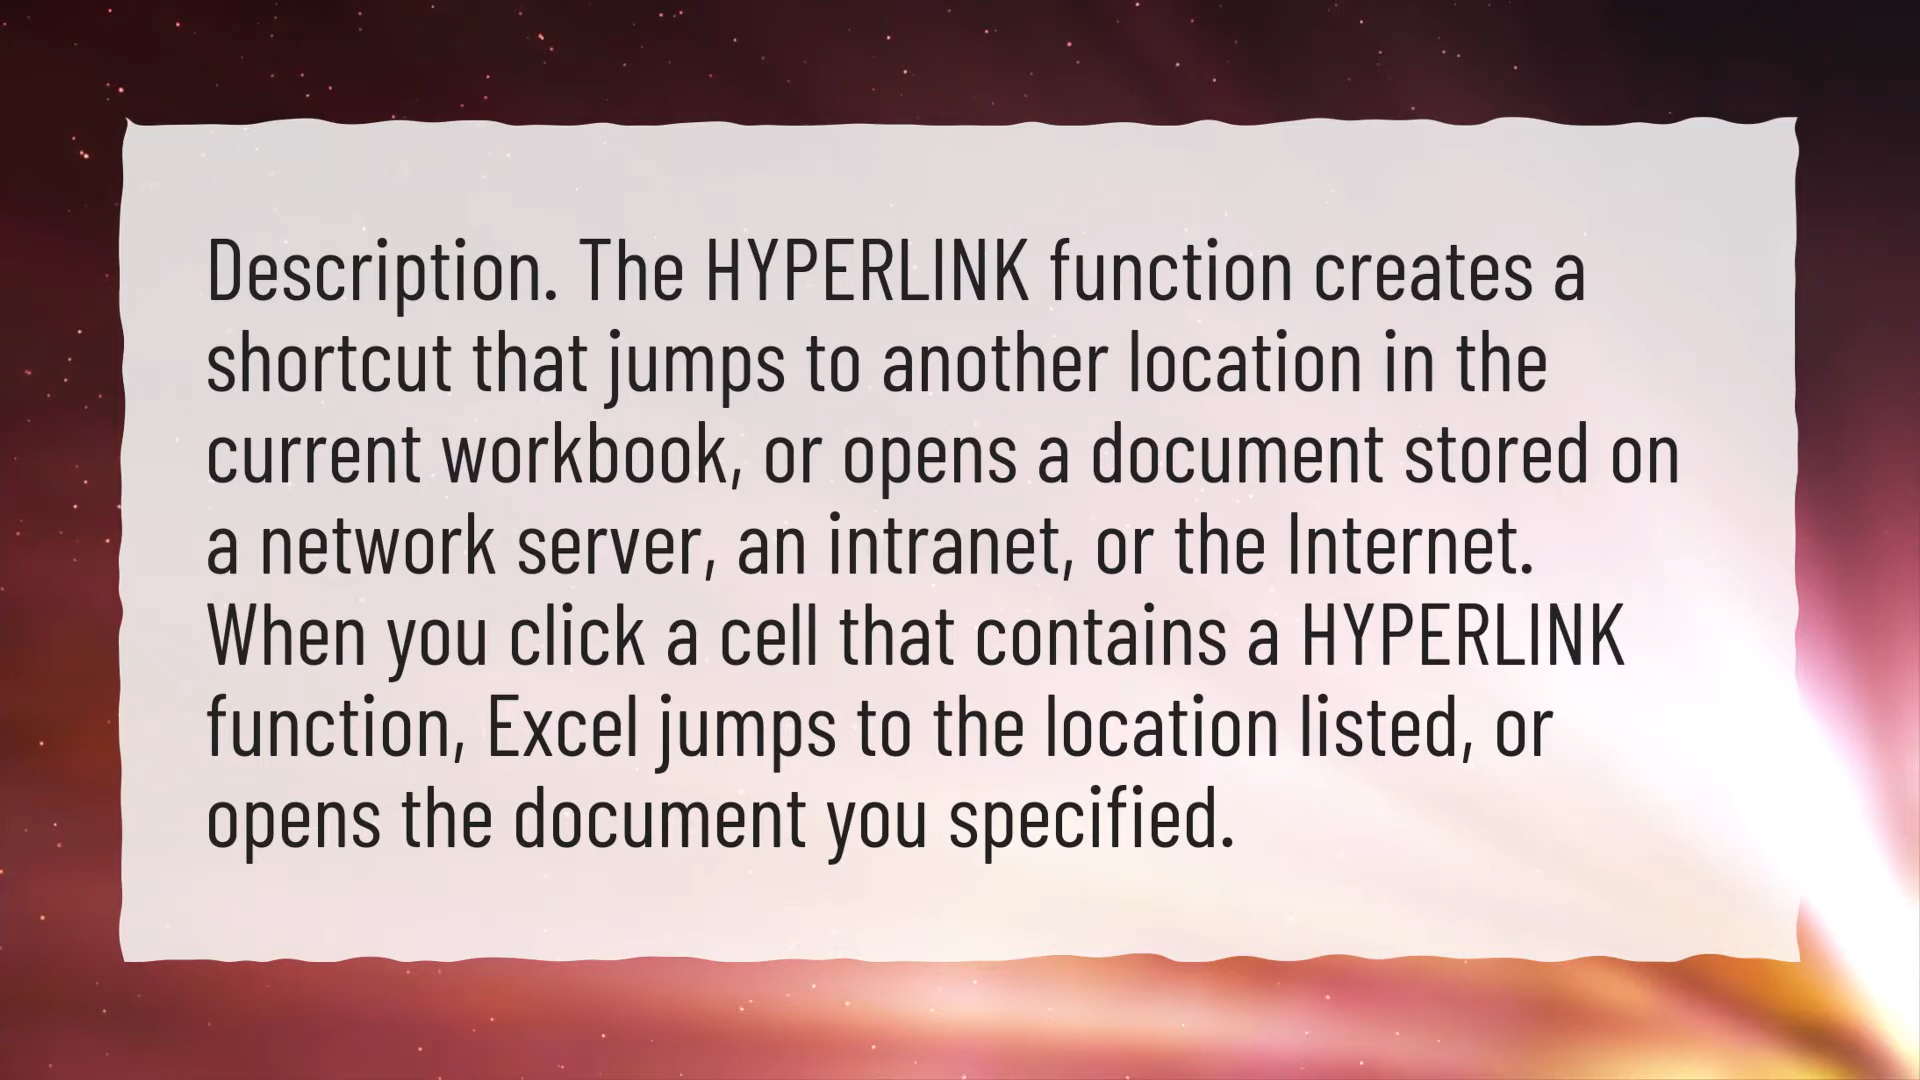 Description. The HYPERLINK function creates a
shortcut that jumps to another location in the
current workbook, or opens a document stored on
a network server, an intranet, or the Internet.
When you click a cell that contains a HYPERLINK
function, Excel jumps to the location listed, or
opens the document you specified.